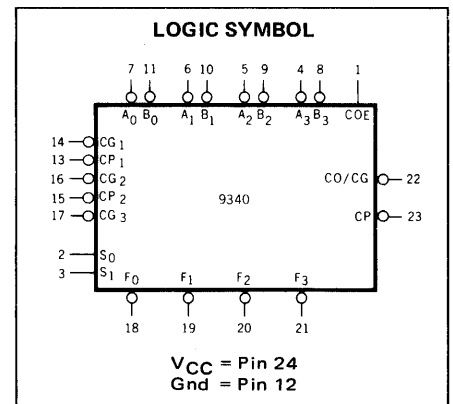 LOGIC SYMBOL
7 11 6 10 5 9 4 8 1
A0 B0 A1 B1 A2 B2 A3 B3 COE
14 CG1
13 CP1
16 CG2 CO/CG 22
15 CP2 9340
17 CG3 CP 23
2 S0
3 S1
F0 F1 F2 F3
18 19 20 21
VCC = Pin 24
Gnd = Pin 12